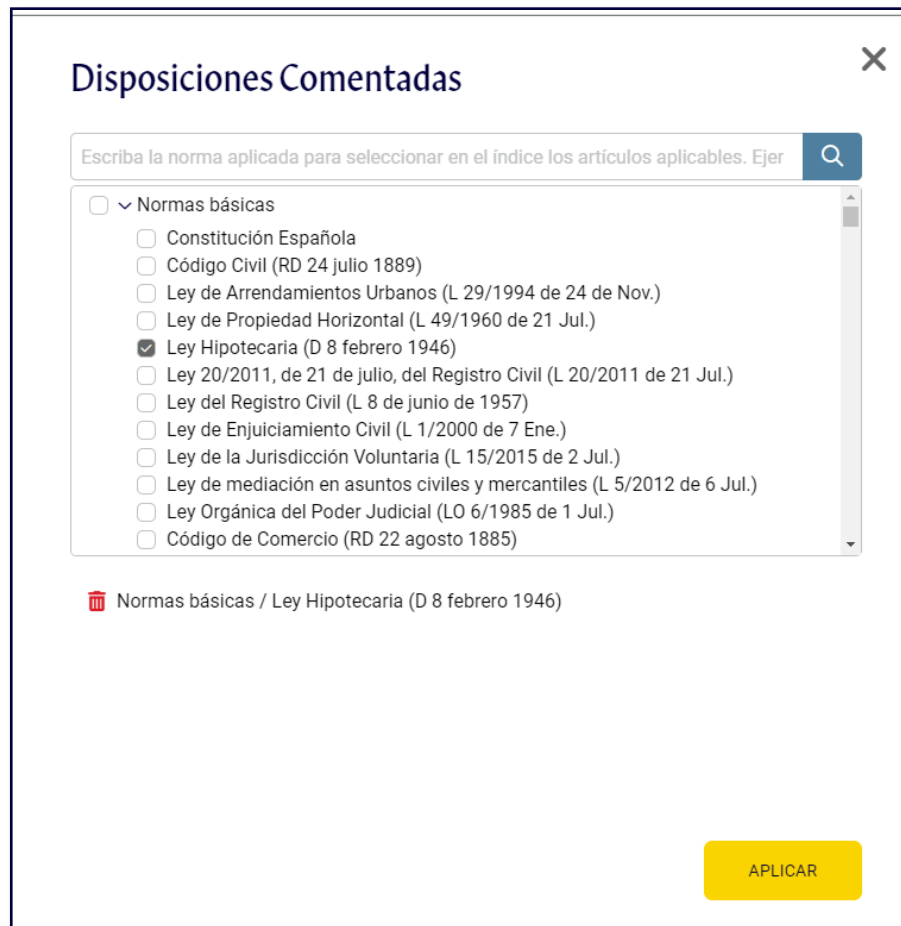 Disposiciones Comentadas
Escriba la norma aplicada para seleccionar en el índice los artículos aplicables. Ejer
Normas básicas
Constitución Española
Código Civil (RD 24 julio 1889)
Ley de Arrendamientos Urbanos (L 29/1994 de 24 de Nov.)
Ley de Propiedad Horizontal (L 49/1960 de 21 Jul.)
Ley Hipotecaria (D 8 febrero 1946)
Ley 20/2011, de 21 de julio, del Registro Civil (L 20/2011 de 21 Jul.)
Ley del Registro Civil (L 8 de junio de 1957)
Ley de Enjuiciamiento Civil (L 1/2000 de 7 Ene.)
Ley de la Jurisdicción Voluntaria (L 15/2015 de 2 Jul.)
Ley de mediación en asuntos civiles y mercantiles (L 5/2012 de 6 Jul.)
Ley Orgánica del Poder Judicial (LO 6/1985 de 1 Jul.)
Código de Comercio (RD 22 agosto 1885)
Normas básicas / Ley Hipotecaria (D 8 febrero 1946)
APLICAR